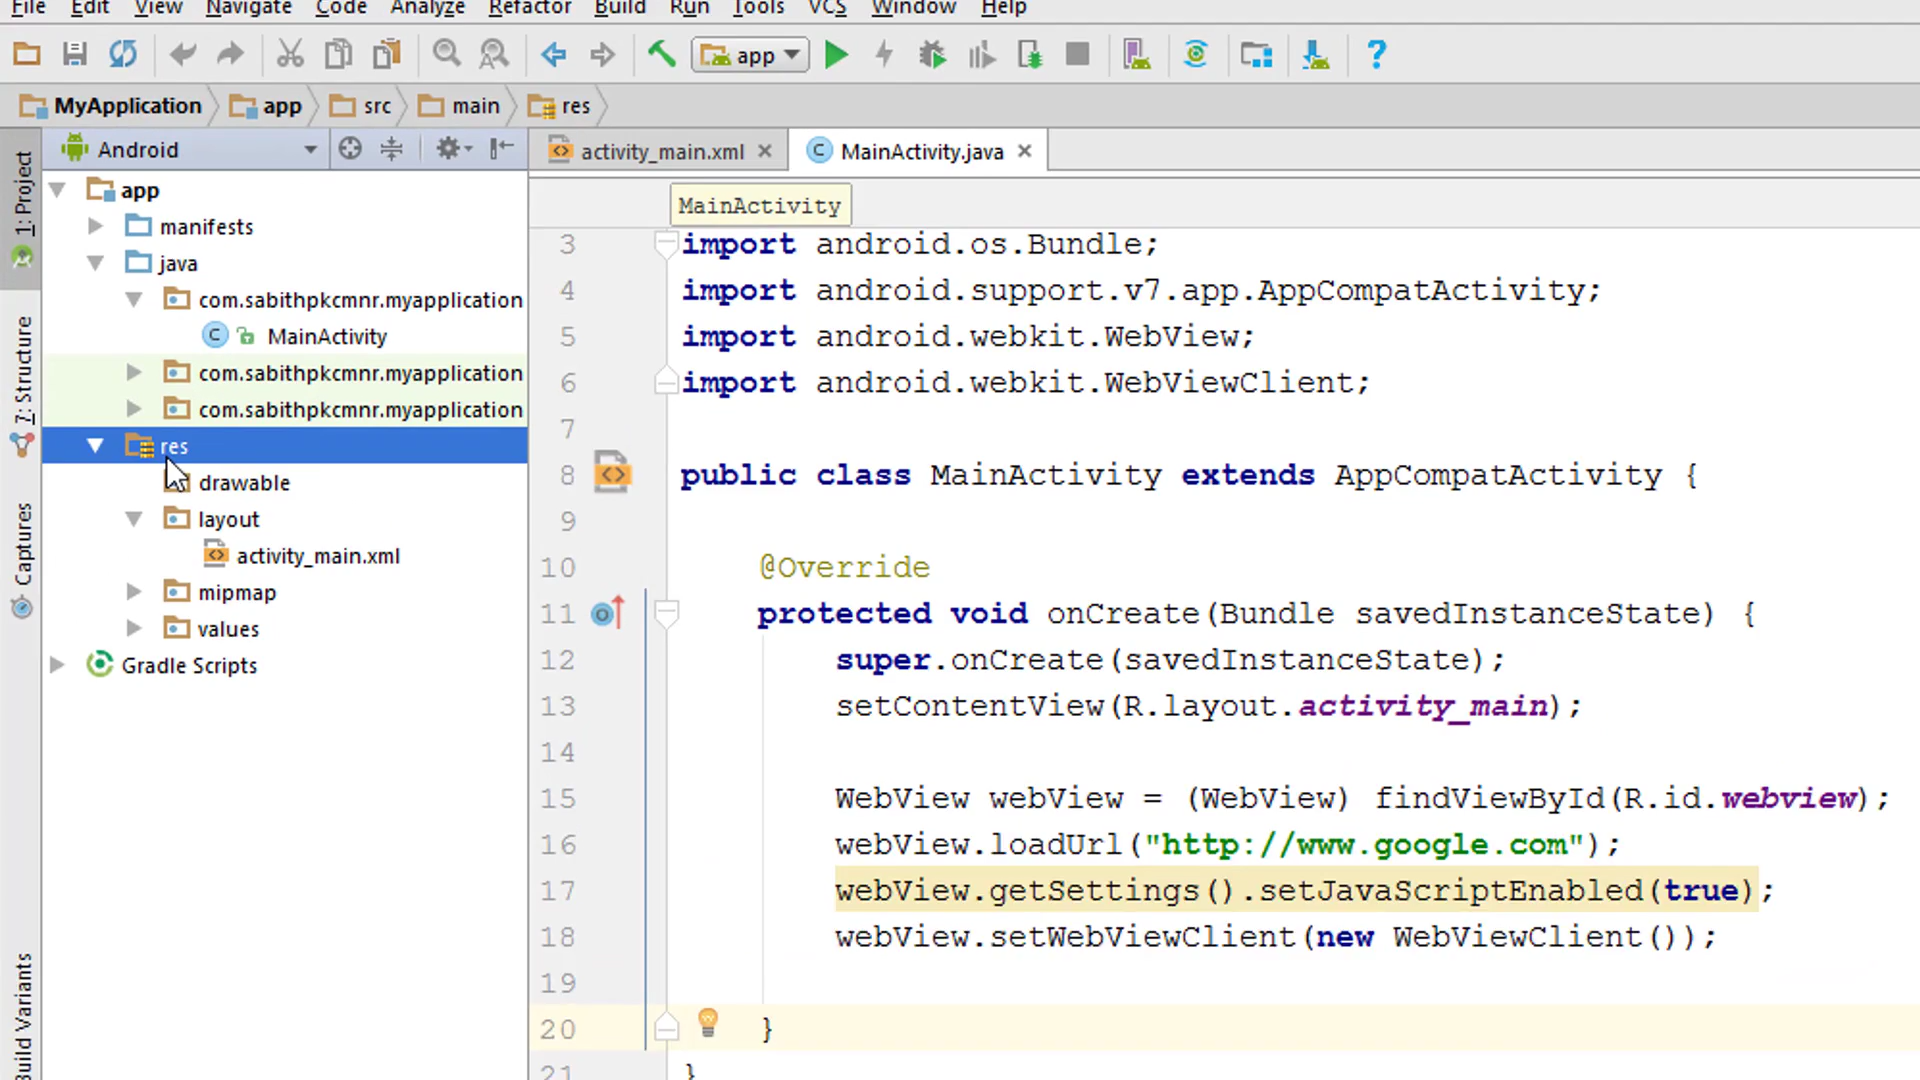 File Edit View Navigate Code Analyze Refactor Build Run Tools VCS Window Help
app
MyApplication app src main res
Android
activity_main.xml
MainActivity.java
1: Project
7: Structure
Captures
Build Variants
app
manifests
java
com.sabithpkcmnr.myapplication
MainActivity
com.sabithpkcmnr.myapplication
com.sabithpkcmnr.myapplication
res
drawable
layout
activity_main.xml
mipmap
values
Gradle Scripts
MainActivity
3 import android.os.Bundle;
4 import android.support.v7.app.AppCompatActivity;
5 import android.webkit.WebView;
6 import android.webkit.WebViewClient;
7
8 public class MainActivity extends AppCompatActivity {
9
10 @Override
11 protected void onCreate(Bundle savedInstanceState) {
12 super.onCreate(savedInstanceState);
13 setContentView(R.layout.activity_main);
14
15 WebView webView = (WebView) findViewById(R.id.webview);
16 webView.loadUrl("http://www.google.com");
17 webView.getSettings().setJavaScriptEnabled(true);
18 webView.setWebViewClient(new WebViewClient());
19
20 }
21 }